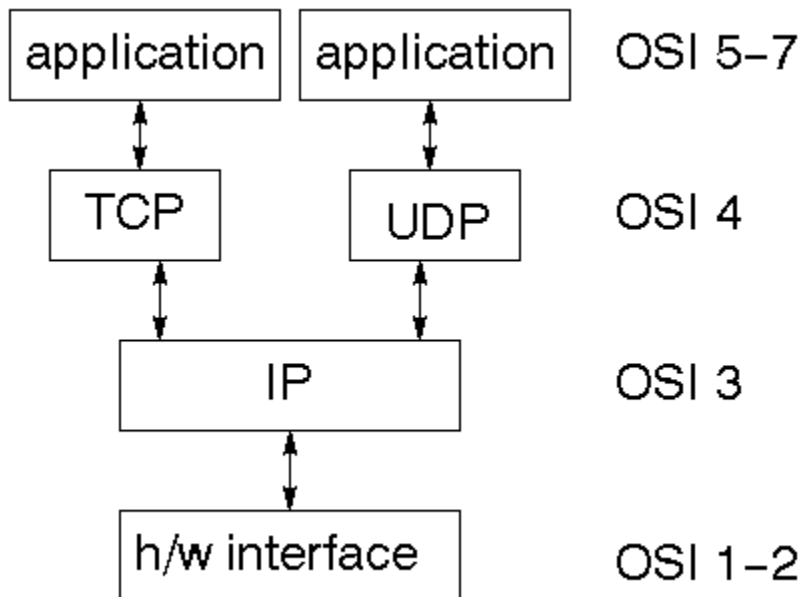 application application OSI 5-7
TCP UDP OSI 4
IP OSI 3
h/w interface OSI 1-2